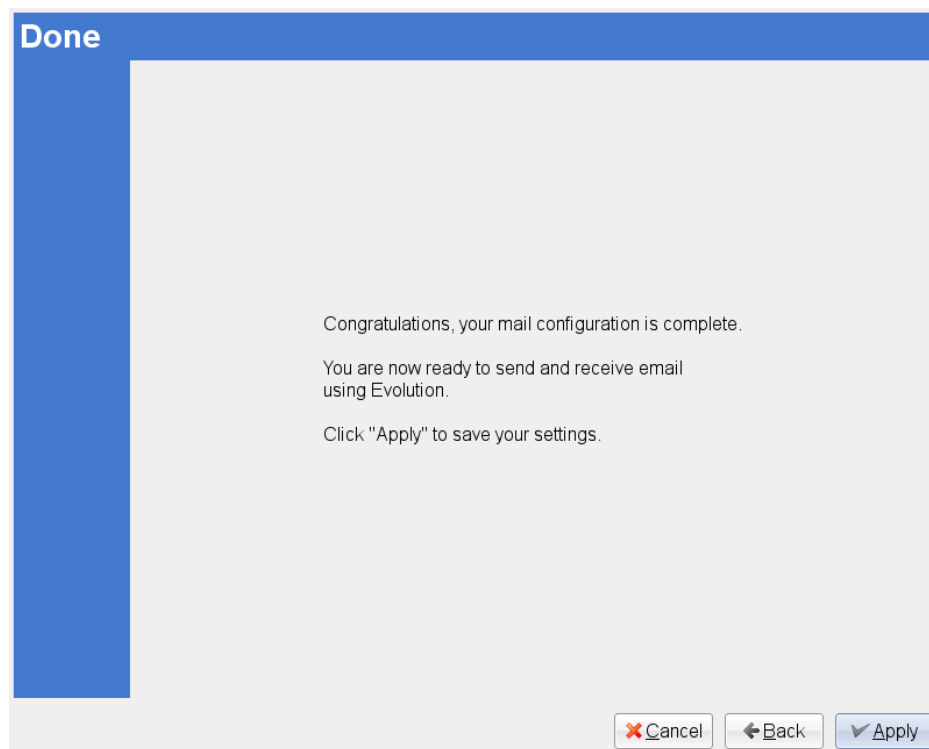 Done
Congratulations, your mail configuration is complete.
You are now ready to send and receive email
using Evolution.
Click "Apply" to save your settings.
Cancel
Back
Apply